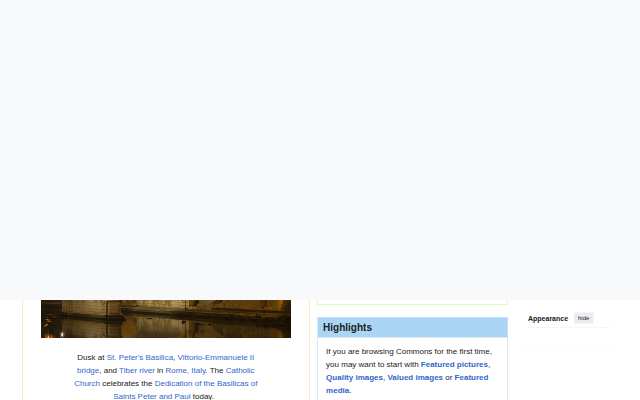 Dusk at St. Peter's Basilica, Vittorio-Emmanuele II
bridge, and Tiber river in Rome, Italy. The Catholic
Church celebrates the Dedication of the Basilicas of
Saints Peter and Paul today.
Highlights
If you are browsing Commons for the first time,
you may want to start with Featured pictures,
Quality images, Valued images or Featured
media.
Appearance hide